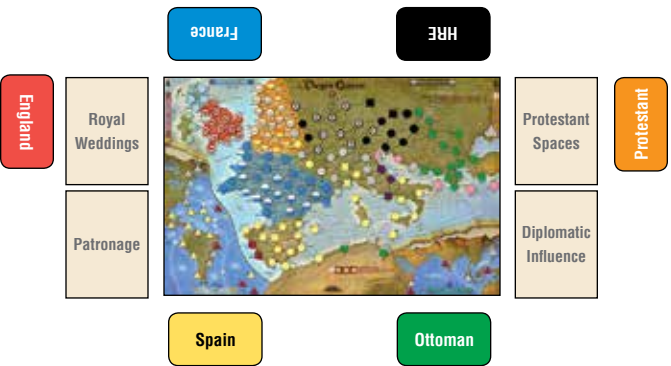 France
HRE
England
Royal
Weddings
Protestant
Spaces
Protestant
Patronage
Diplomatic
Influence
Spain
Ottoman